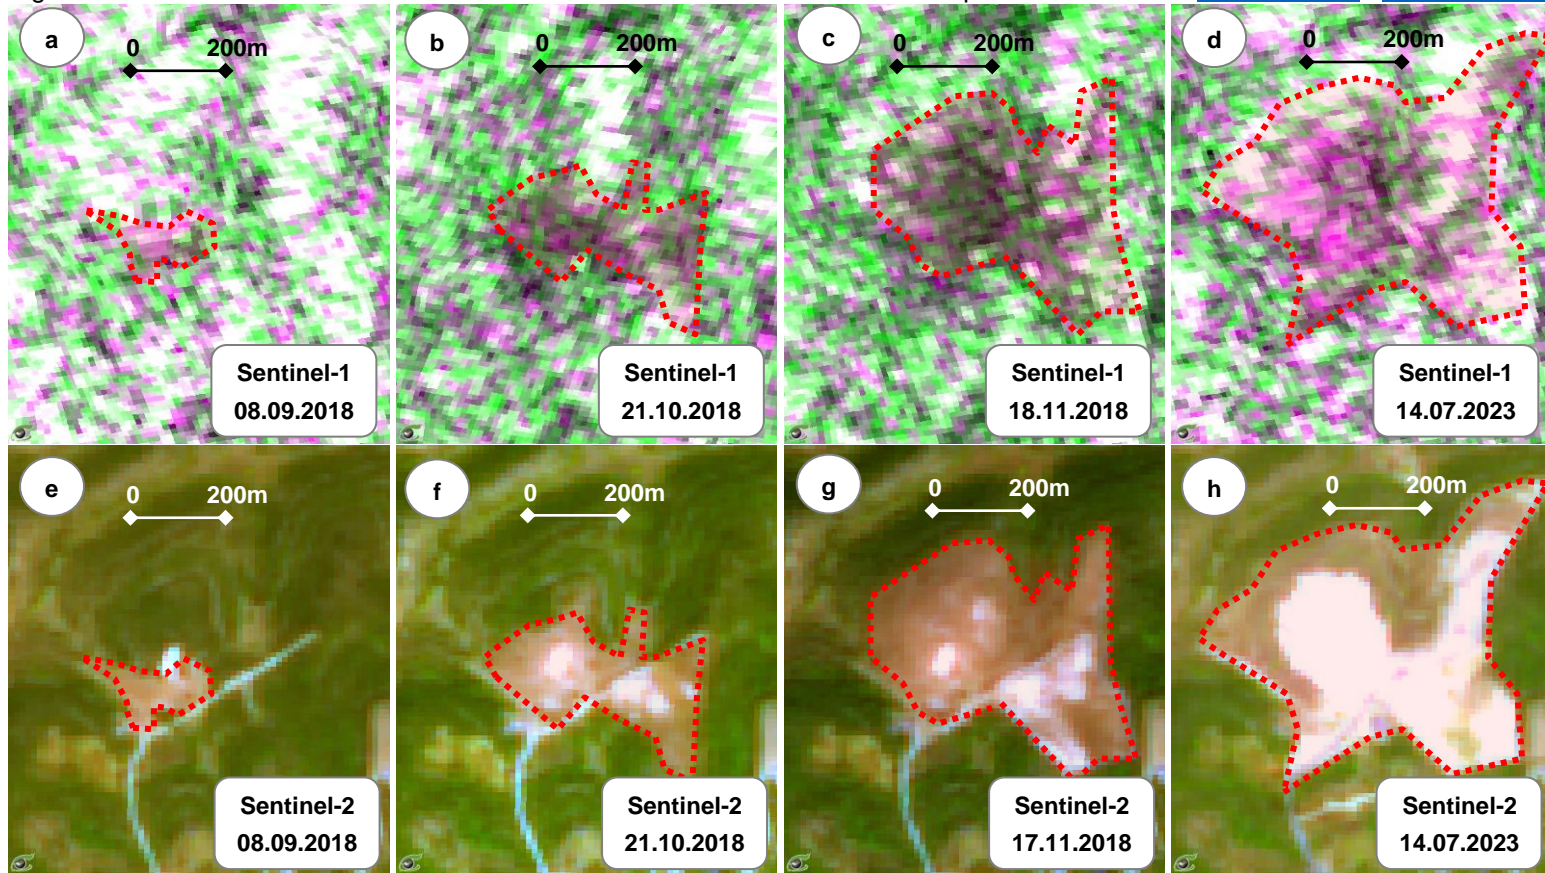 a
0 200m
Sentinel-1
08.09.2018
b
0 200m
Sentinel-1
21.10.2018
c
0 200m
Sentinel-1
18.11.2018
d
0 200m
Sentinel-1
14.07.2023
e
0 200m
Sentinel-2
08.09.2018
f
0 200m
Sentinel-2
21.10.2018
g
0 200m
Sentinel-2
17.11.2018
h
0 200m
Sentinel-2
14.07.2023